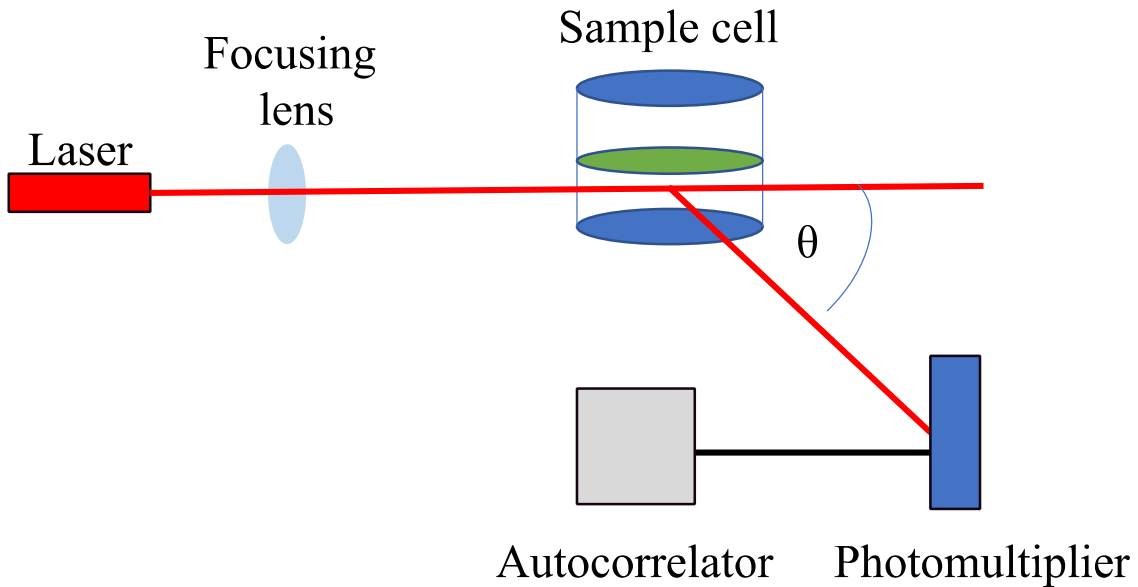 Sample cell
Focusing
lens
Laser
θ
Autocorrelator
Photomultiplier